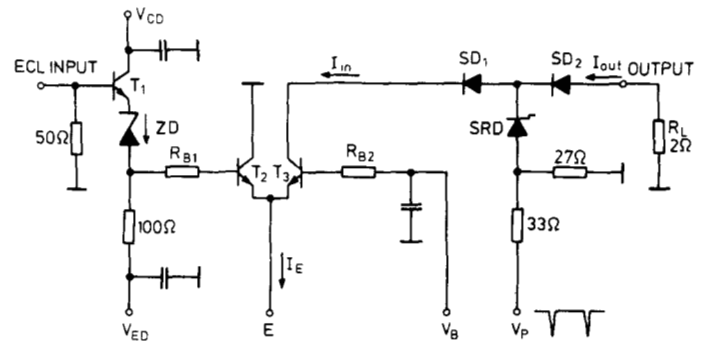 V_CD
ECL INPUT
T_1
50Ω
ZD
R_B1
T_2
T_3
R_B2
I_in
SD_1
SD_2
I_out
OUTPUT
SRD
R_L
2Ω
27Ω
33Ω
100Ω
I_E
V_ED
E
V_B
V_P